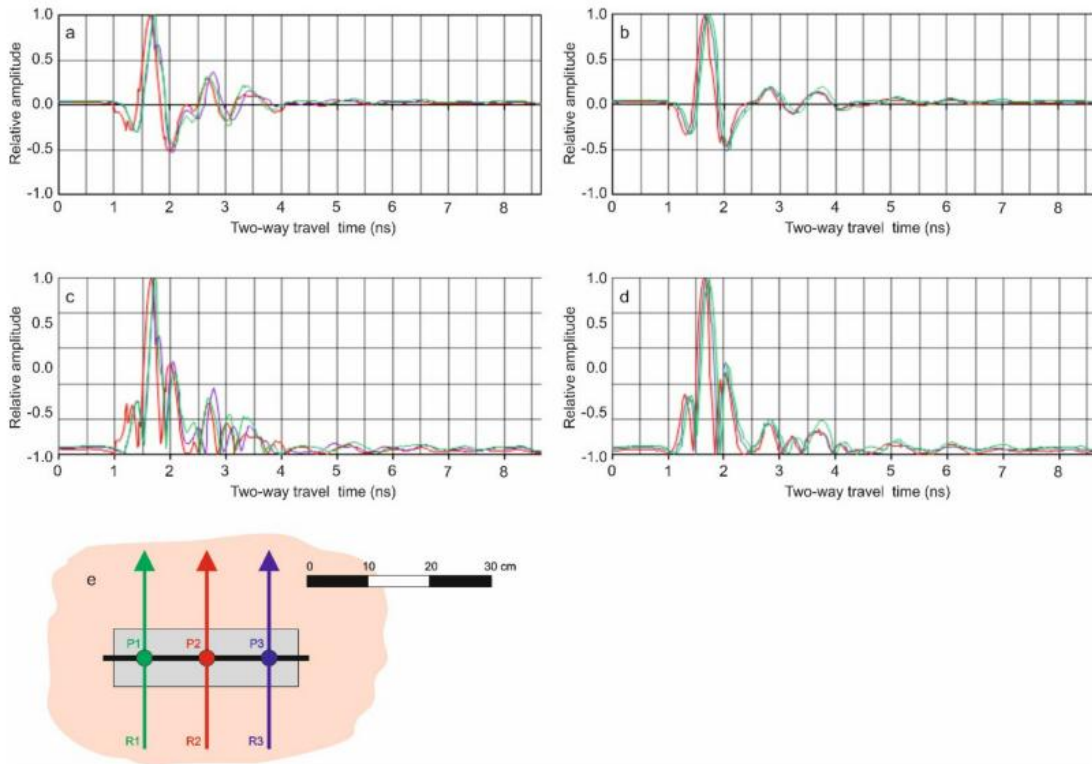 a
1.0
0.5
0.0
-0.5
-1.0
Relative amplitude
0 1 2 3 4 5 6 7 8
Two-way travel time (ns)
b
1.0
0.5
0.0
-0.5
-1.0
Relative amplitude
0 1 2 3 4 5 6 7 8
Two-way travel time (ns)
c
1.0
0.5
0.0
-0.5
-1.0
Relative amplitude
0 1 2 3 4 5 6 7 8
Two-way travel time (ns)
d
1.0
0.5
0.0
-0.5
-1.0
Relative amplitude
0 1 2 3 4 5 6 7 8
Two-way travel time (ns)
e
0 10 20 30 cm
P1 P2 P3
R1 R2 R3